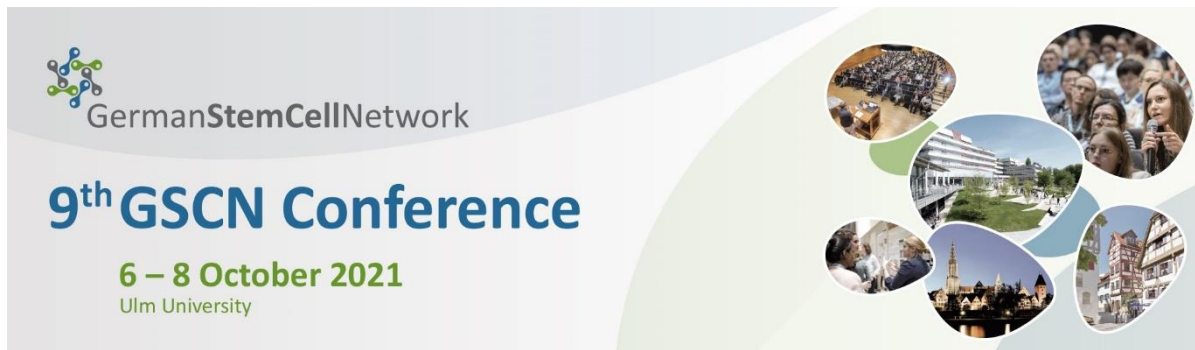 GermanStemCellNetwork
9th GSCN Conference
6 – 8 October 2021
Ulm University